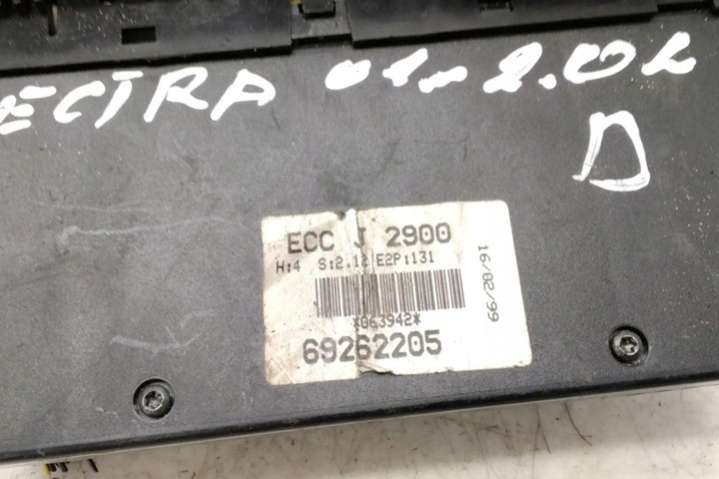 ECTRA 01- 2.0L
D
ECC J 2900
H:4 S:2.12 E2P:131
*063942*
69262205
16/02/99